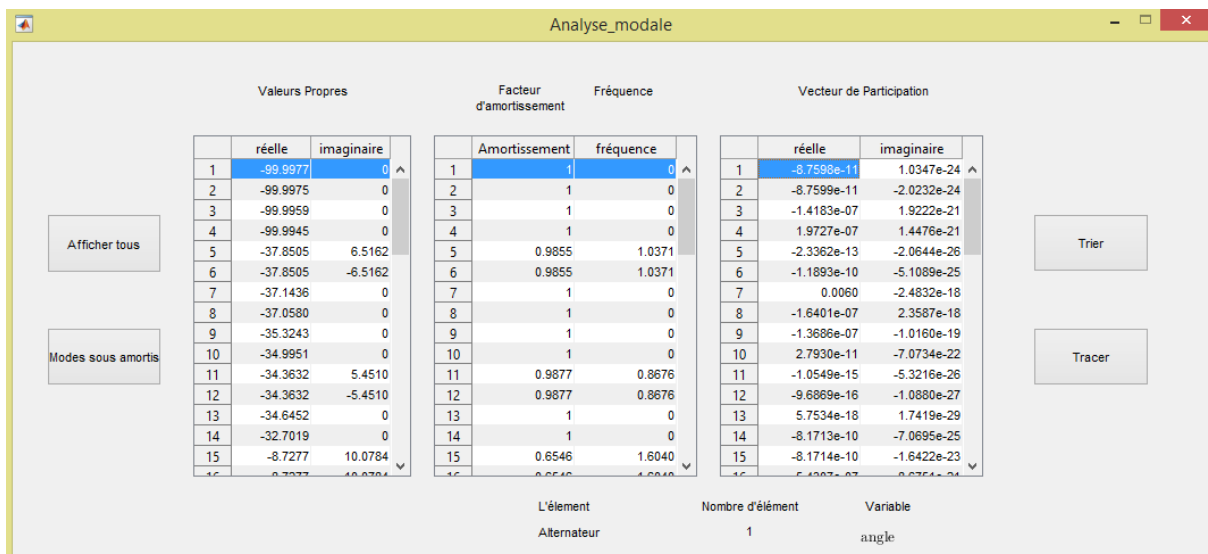 Analyse_modale
Valeurs Propres Facteur d'amortissement Fréquence Vecteur de Participation
réelle imaginaire Amortissement fréquence réelle imaginaire
1 -99.9977 0 1 1 0 1 -8.7598e-11 1.0347e-24
2 -99.9975 0 2 1 0 2 -8.7599e-11 -2.0232e-24
3 -99.9959 0 3 1 0 3 -1.4183e-07 1.9222e-21
4 -99.9945 0 4 1 0 4 1.9727e-07 1.4476e-21
5 -37.8505 6.5162 5 0.9855 1.0371 5 -2.3362e-13 -2.0644e-26
6 -37.8505 -6.5162 6 0.9855 1.0371 6 -1.1893e-10 -5.1089e-25
7 -37.1436 0 7 1 0 7 0.0060 -2.4832e-18
8 -37.0580 0 8 1 0 8 -1.6401e-07 2.3587e-18
9 -35.3243 0 9 1 0 9 -1.3686e-07 -1.0160e-19
10 -34.9951 0 10 1 0 10 2.7930e-11 -7.0734e-22
11 -34.3632 5.4510 11 0.9877 0.8676 11 -1.0549e-15 -5.3216e-26
12 -34.3632 -5.4510 12 0.9877 0.8676 12 -9.6869e-16 -1.0880e-27
13 -34.6452 0 13 1 0 13 5.7534e-18 1.7419e-29
14 -32.7019 0 14 1 0 14 -8.1713e-10 -7.0695e-25
15 -8.7277 10.0784 15 0.6546 1.6040 15 -8.1714e-10 -1.6422e-23
Afficher tous
Modes sous amortis
Trier
Tracer
L'élement Nombre d'élément Variable
Alternateur 1 angle